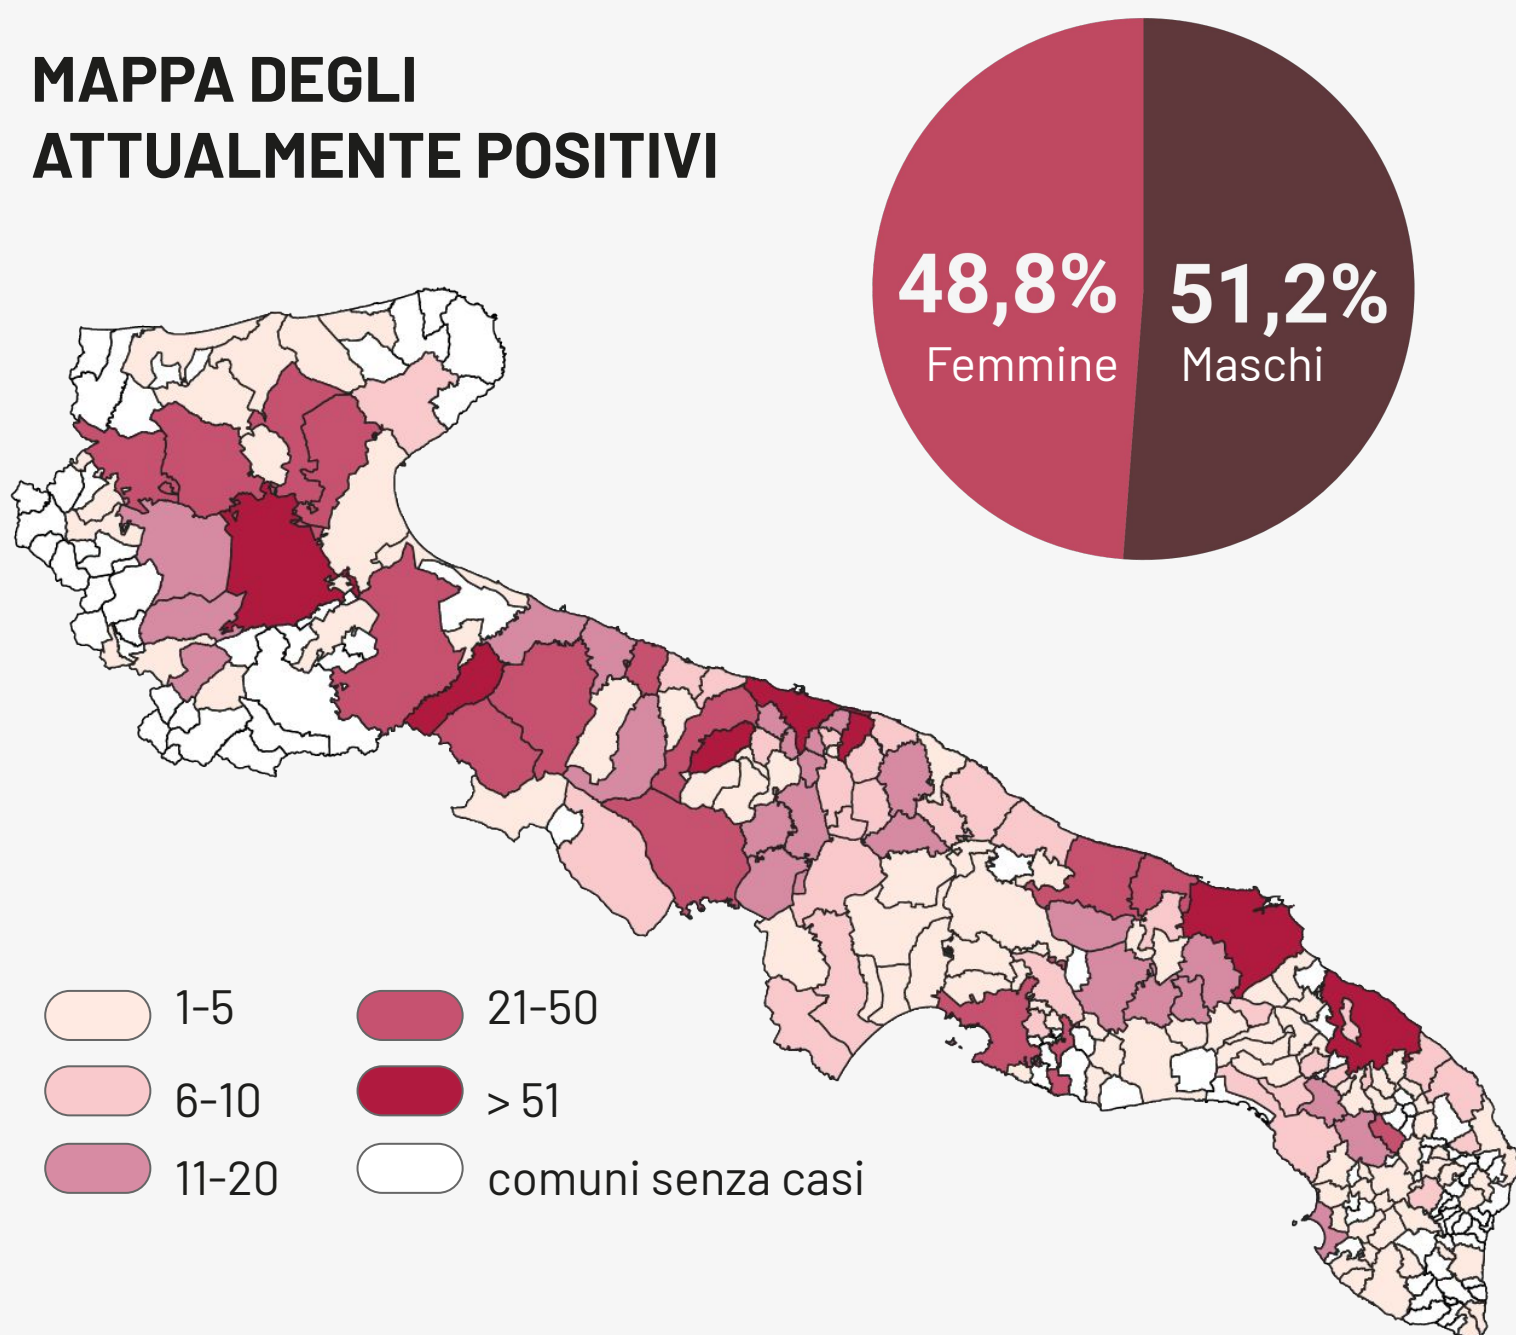 MAPPA DEGLI
ATTUALMENTE POSITIVI
48,8%
Femmine
51,2%
Maschi
1-5
6-10
11-20
21-50
> 51
comuni senza casi